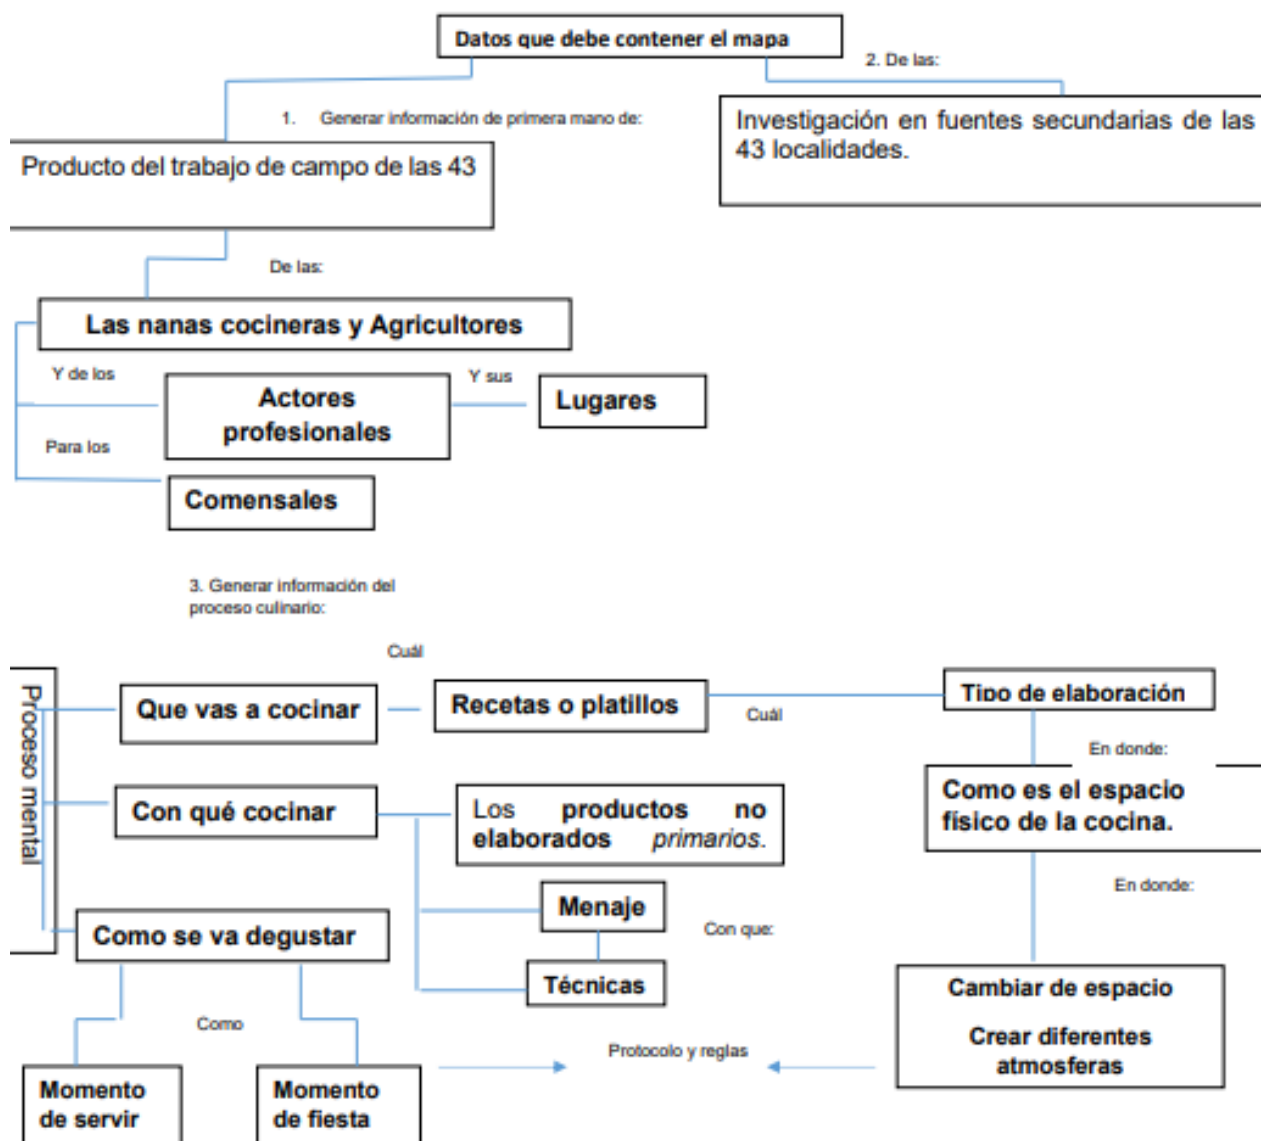 Datos que debe contener el mapa
2. De las:
1. Generar información de primera mano de:
Investigación en fuentes secundarias de las
43 localidades.
Producto del trabajo de campo de las 43
De las:
Las nanas cocineras y Agricultores
Y de los
Actores
profesionales
Y sus
Lugares
Para los
Comensales
3. Generar información del
proceso culinario:
Cuál
Proceso mental
Que vas a cocinar
Recetas o platillos
Cuál
Tipo de elaboración
En donde:
Como es el espacio
físico de la cocina.
Con qué cocinar
Los productos no
elaborados primarios.
En donde:
Menaje
Con que:
Como se va degustar
Técnicas
Cambiar de espacio
Crear diferentes
atmosferas
Como
Protocolo y reglas
Momento
de servir
Momento
de fiesta